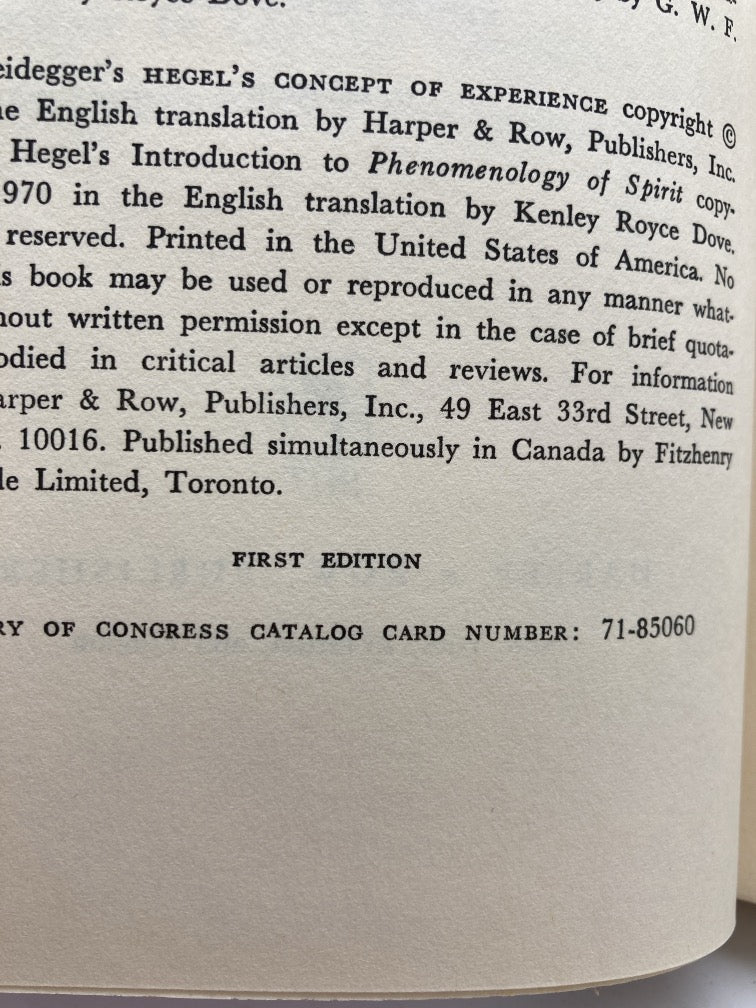 Royce Dove.
by G. W. F.
eidegger's HEGEL'S CONCEPT OF EXPERIENCE copyright ©
e English translation by Harper & Row, Publishers, Inc.
Hegel's Introduction to Phenomenology of Spirit copy-
970 in the English translation by Kenley Royce Dove.
reserved. Printed in the United States of America. No
s book may be used or reproduced in any manner what-
hout written permission except in the case of brief quota-
odied in critical articles and reviews. For information
arper & Row, Publishers, Inc., 49 East 33rd Street, New
. 10016. Published simultaneously in Canada by Fitzhenry
le Limited, Toronto.
FIRST EDITION
RY OF CONGRESS CATALOG CARD NUMBER: 71-85060